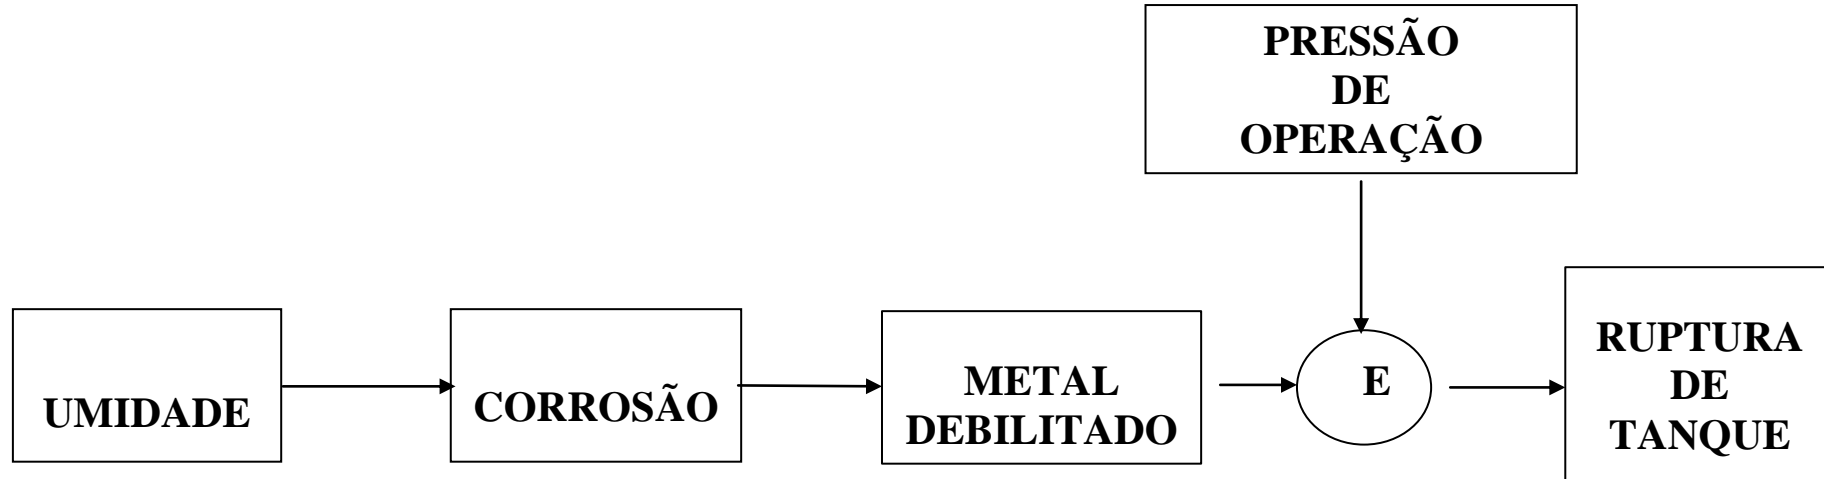 PRESSÃO
DE
OPERAÇÃO
UMIDADE
CORROSÃO
METAL
DEBILITADO
E
RUPTURA
DE
TANQUE